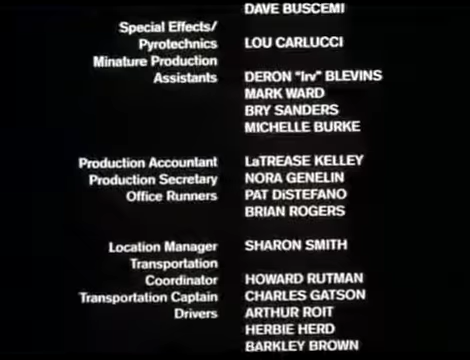 DAVE BUSCEMI
Special Effects/
Pyrotechnics LOU CARLUCCI
Minature Production
Assistants DERON "Irv" BLEVINS
MARK WARD
BRY SANDERS
MICHELLE BURKE
Production Accountant LaTREASE KELLEY
Production Secretary NORA GENELIN
Office Runners PAT DiSTEFANO
BRIAN ROGERS
Location Manager SHARON SMITH
Transportation
Coordinator HOWARD RUTMAN
Transportation Captain CHARLES GATSON
Drivers ARTHUR ROIT
HERBIE HERD
BARKLEY BROWN